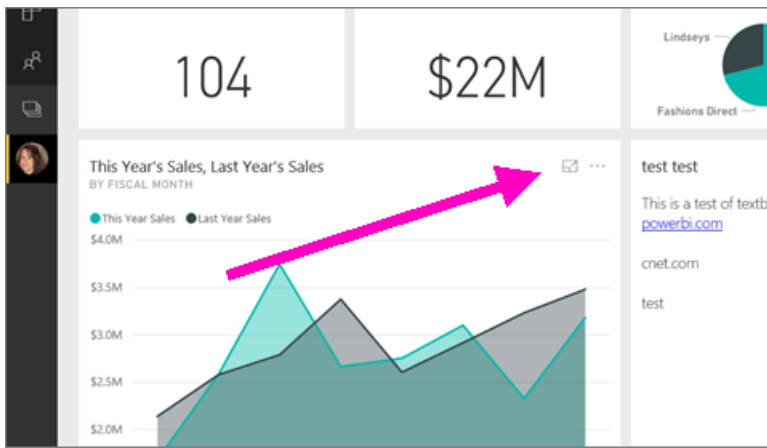 104
$22M
Lindseys
Fashions Direct
This Year's Sales, Last Year's Sales
BY FISCAL MONTH
This Year Sales Last Year Sales
$4.0M
$3.5M
$3.0M
$2.5M
$2.0M
test test
This is a test of textb
powerbi.com
cnet.com
test